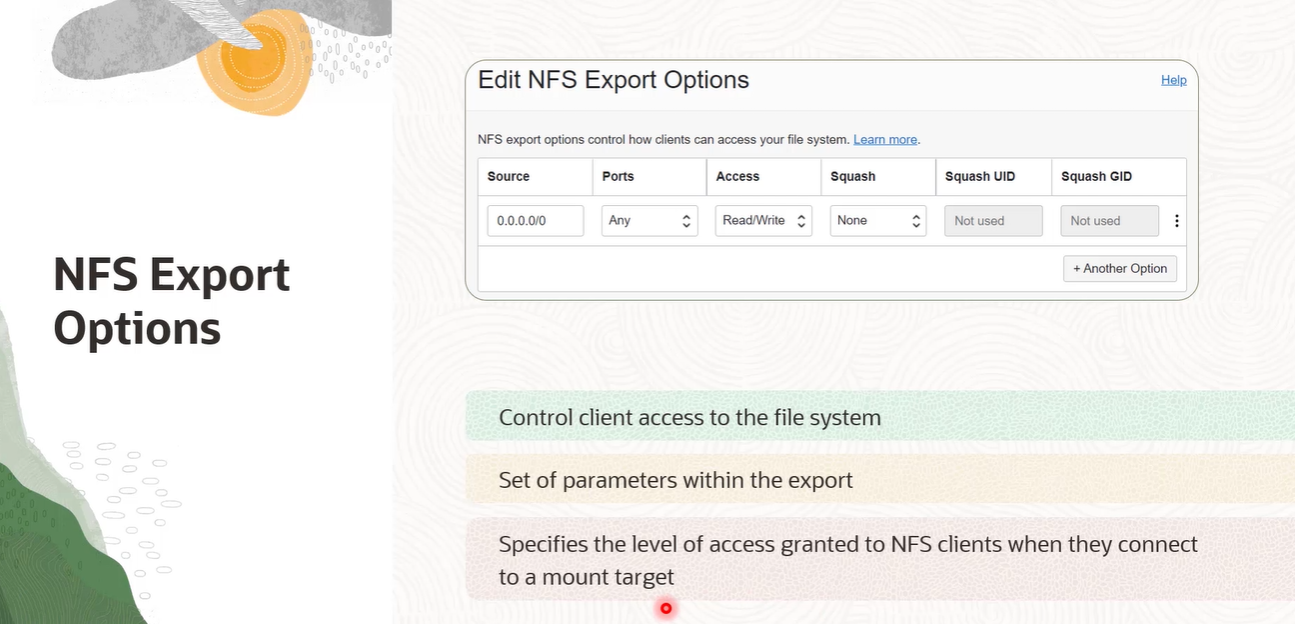 NFS Export
Options
Edit NFS Export Options
Help
NFS export options control how clients can access your file system. Learn more.
Source Ports Access Squash Squash UID Squash GID
0.0.0.0/0 Any Read/Write None Not used Not used
+ Another Option
Control client access to the file system
Set of parameters within the export
Specifies the level of access granted to NFS clients when they connect
to a mount target